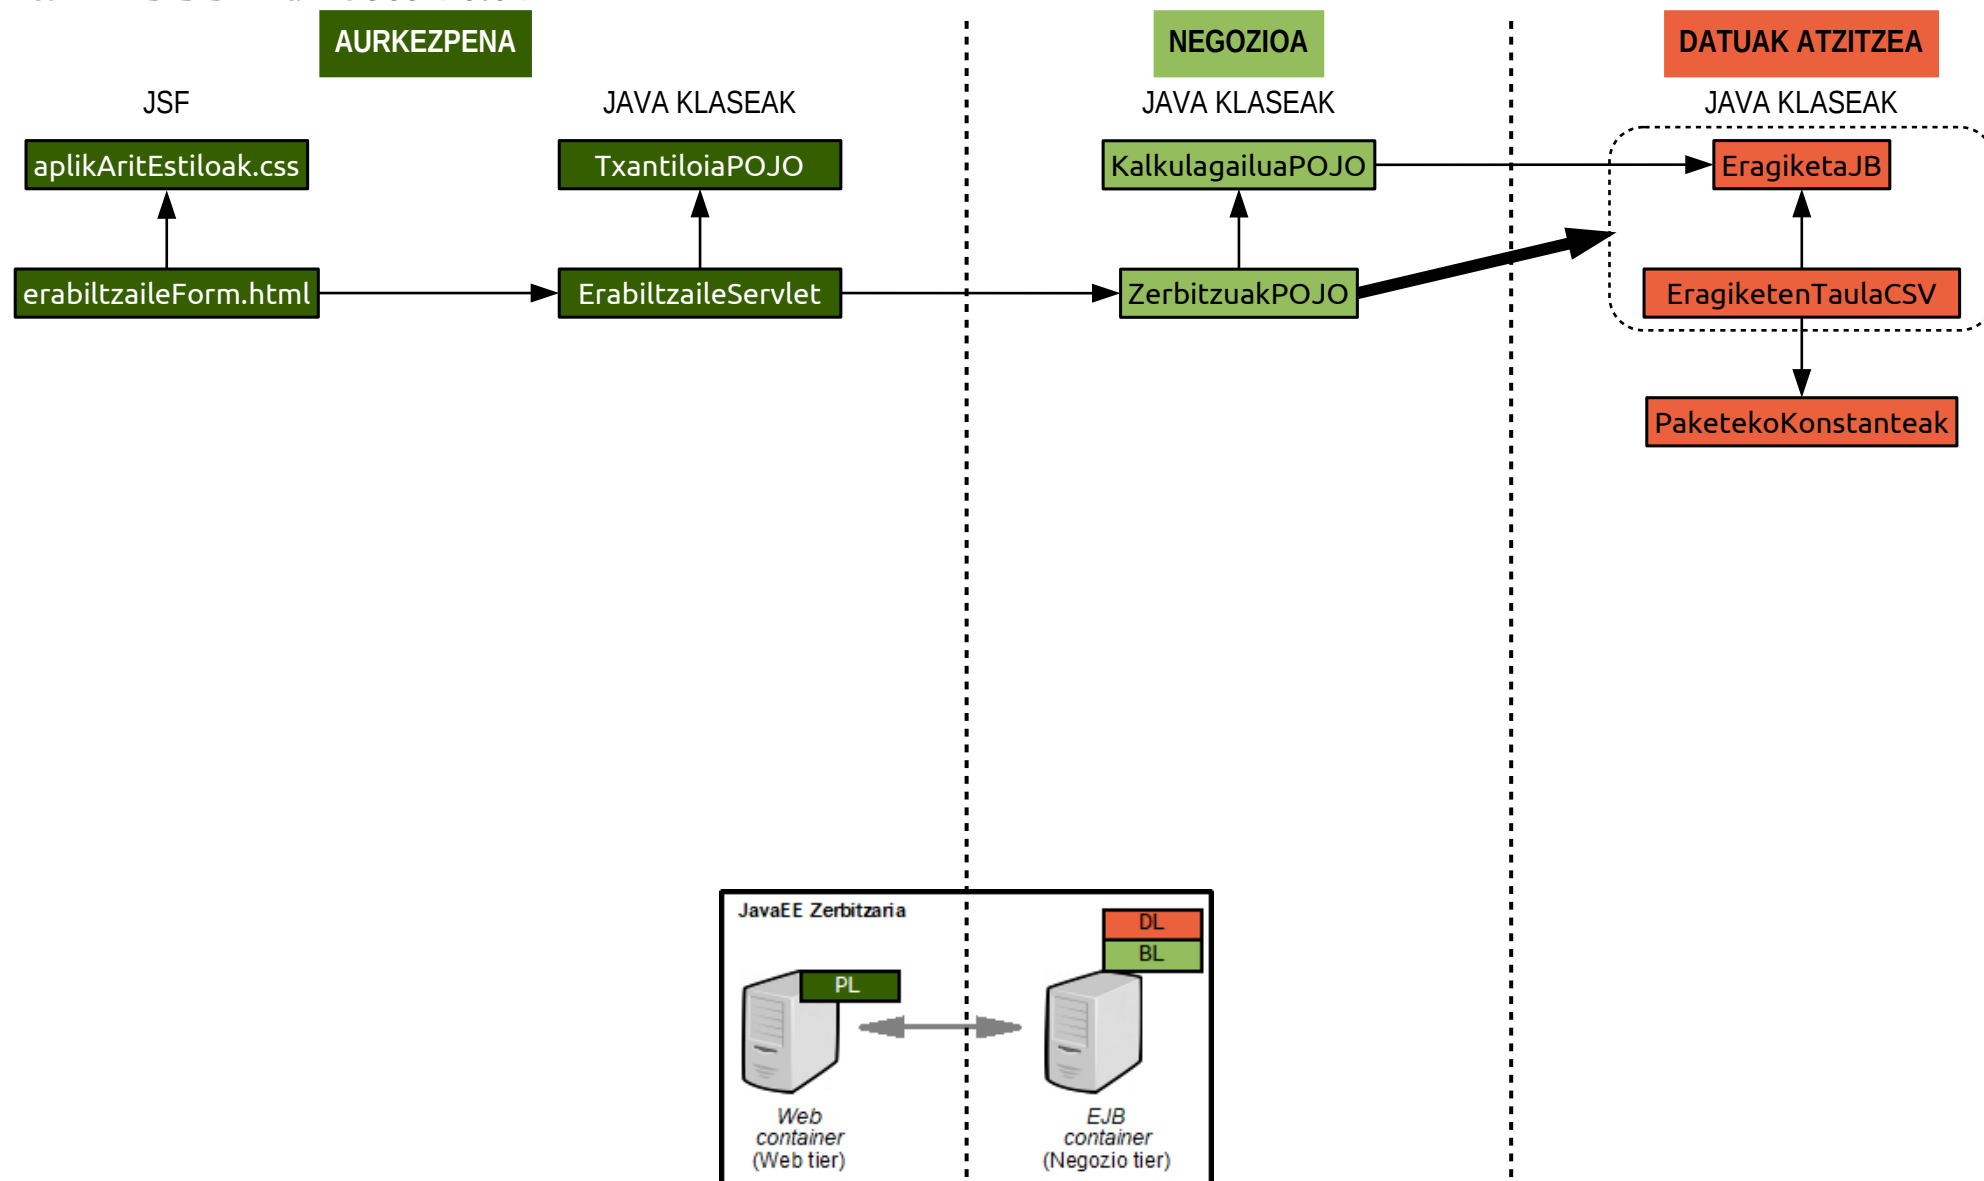 AURKEZPENA
NEGOZIOA
DATUAK ATZITZEA
JSF
JAVA KLASEAK
JAVA KLASEAK
JAVA KLASEAK
aplikAritEstiloak.css
TxantiloiaPOJO
KalkulagailuaPOJO
EragiketaJB
erabiltzaileForm.html
ErabiltzaileServlet
ZerbitzuakPOJO
EragiketenTaulaCSV
PaketekoKonstanteak
JavaEE Zerbitzaria
DL
BL
PL
Web
container
(Web tier)
EJB
container
(Negozio tier)